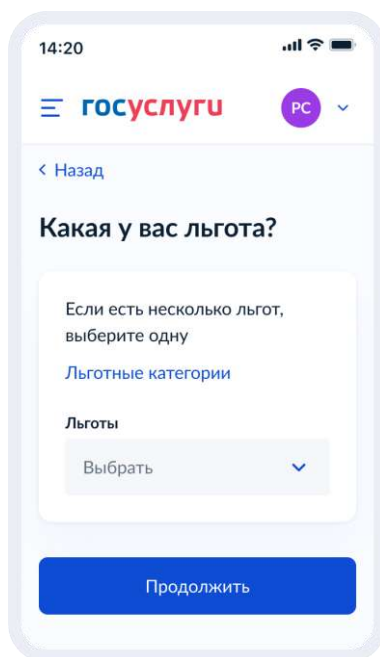 14:20
госуслуги
РС
Назад
Какая у вас льгота?
Если есть несколько льгот,
выберите одну
Льготные категории
Льготы
Выбрать
Продолжить